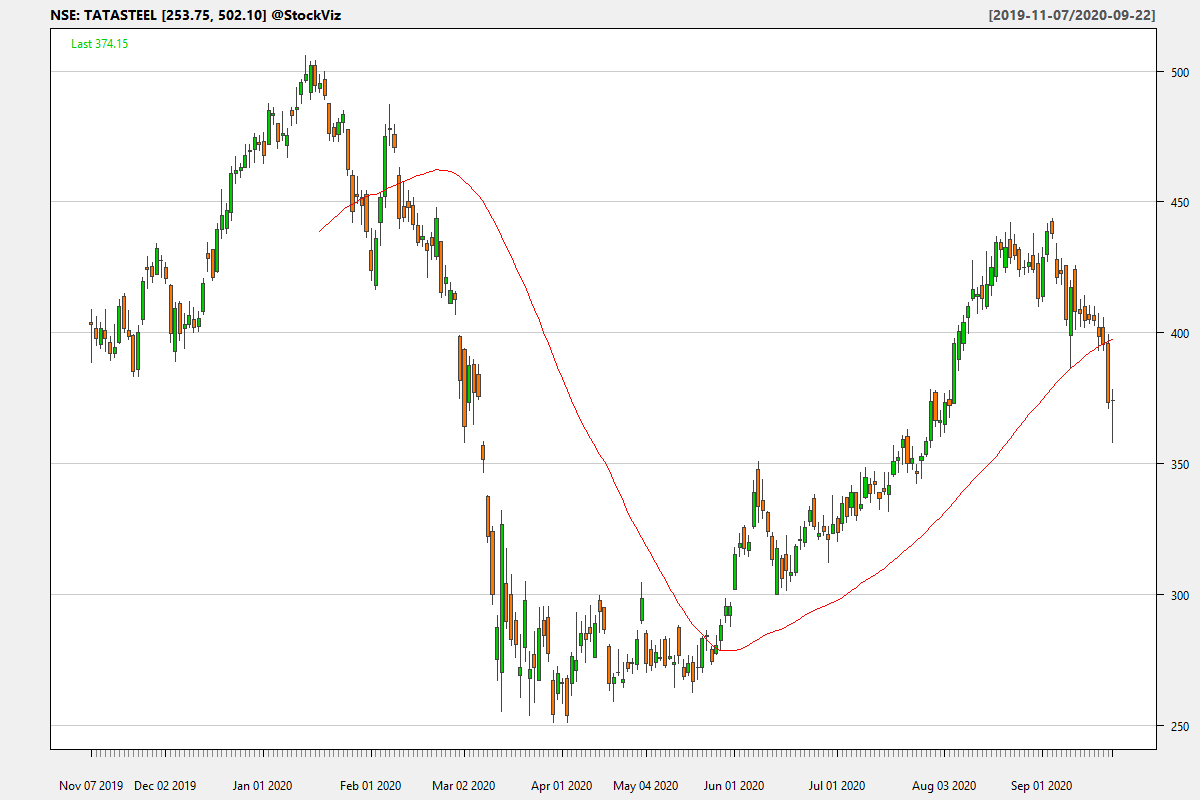 NSE: TATASTEEL [253.75, 502.10] @StockViz
[2019-11-07/2020-09-22]
Last 374.15
500
450
400
350
300
250
Nov 07 2019 Dec 02 2019 Jan 01 2020 Feb 01 2020 Mar 02 2020 Apr 01 2020 May 04 2020 Jun 01 2020 Jul 01 2020 Aug 03 2020 Sep 01 2020